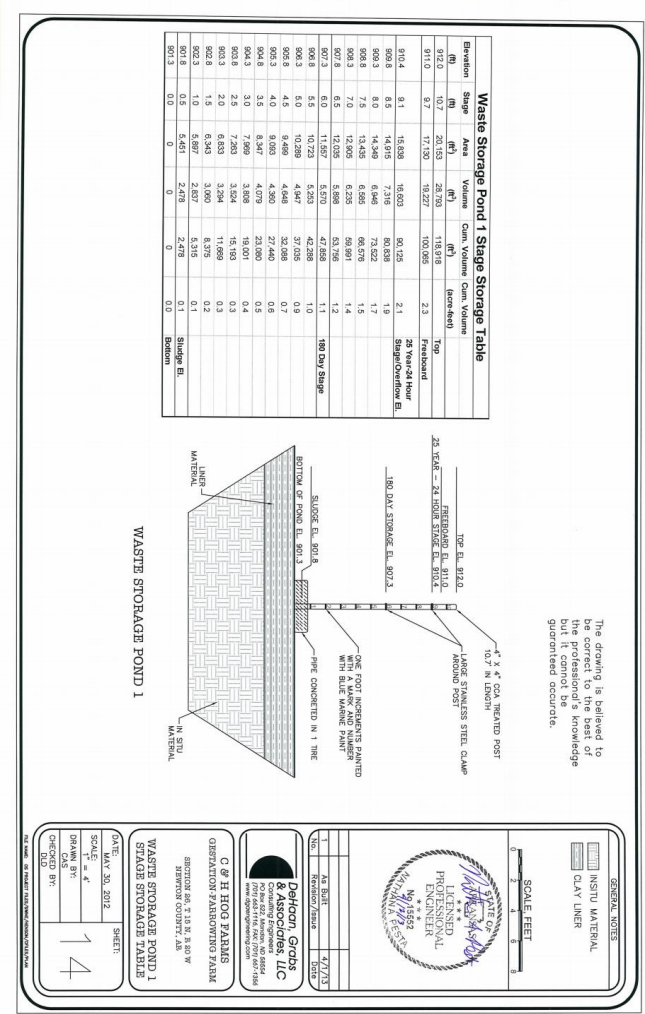 Waste Storage Pond 1 Stage Storage Table
Elevation Stage Area Volume Cum. Volume Cum. Volume
(ft) (ft) (ft²) (ft³) (ft³) (acre-feet)
912.0 10.7 20,153 28,793 118,918 Top
911.0 9.7 17,130 19,227 100,065 2.3 Freeboard
25 Year-24 Hour
910.4 9.1 15,838 16,603 90,125 2.1 Stage/Overflow El.
909.8 8.5 14,915 7,316 80,838 1.9
909.3 8.0 14,349 6,946 73,522 1.7
908.8 7.5 13,435 6,585 66,576 1.5
908.3 7.0 12,905 6,235 59,991 1.4
907.8 6.5 12,035 5,898 53,756 1.2
907.3 6.0 11,557 5,570 47,858 1.1 180 Day Stage
906.8 5.5 10,723 5,253 42,288 1.0
906.3 5.0 10,289 4,947 37,035 0.9
905.8 4.5 9,499 4,648 32,088 0.7
905.3 4.0 9,093 4,360 27,440 0.6
904.8 3.5 8,347 4,079 23,080 0.5
904.3 3.0 7,969 3,808 19,001 0.4
903.8 2.5 7,263 3,524 15,193 0.3
903.3 2.0 6,833 3,294 11,669 0.3
902.8 1.5 6,343 3,060 8,375 0.2
902.3 1.0 5,897 2,837 5,315 0.1
901.8 0.5 5,451 2,478 2,478 0.1 Sludge El.
901.3 0.0 0 0 0 0.0 Bottom
The drawing is believed to
be correct to the best of
the professional's knowledge
but it cannot be
guaranteed accurate.
TOP EL. 912.0
FREEBOARD EL. 911.0
25 YEAR – 24 HOUR STAGE EL. 910.4
180 DAY STORAGE EL. 907.3
SLUDGE EL. 901.8
BOTTOM OF POND EL. 901.3
LINER
MATERIAL
4" X 4" CCA TREATED POST
10.7' IN LENGTH
LARGE STAINLESS STEEL CLAMP
AROUND POST
ONE FOOT INCREMENTS PAINTED
WITH A MARK AND NUMBER
WITH BLUE MARINE PAINT
PIPE CONCRETED IN 1 TIRE
IN SITU
MATERIAL
WASTE STORAGE POND 1
GENERAL NOTES
INSITU MATERIAL
CLAY LINER
SCALE, FEET
0 2 4 6 8
STATE OF
LICENSED
PROFESSIONAL
ENGINEER
No. 15552
NATHAN A PESTA
1 As Built 4/1/13
No. Revision/Issue Date
DeHaan, Grabs
& Associates, LLC
Consulting Engineers
PO Box 522, Mandan, ND 58554
(701) 663-1116, FAX (701) 667-1356
www.dgaengineering.com
C & H HOG FARMS
GESTATION-FARROWING FARM
SECTION 26, T 15 N, R 20 W
NEWTON COUNTY, AR
WASTE STORAGE POND 1
STAGE STORAGE TABLE
DATE:
MAY 30, 2012
SCALE:
1" = 4'
DRAWN BY:
CAS
CHECKED BY:
DLD
SHEET:
14